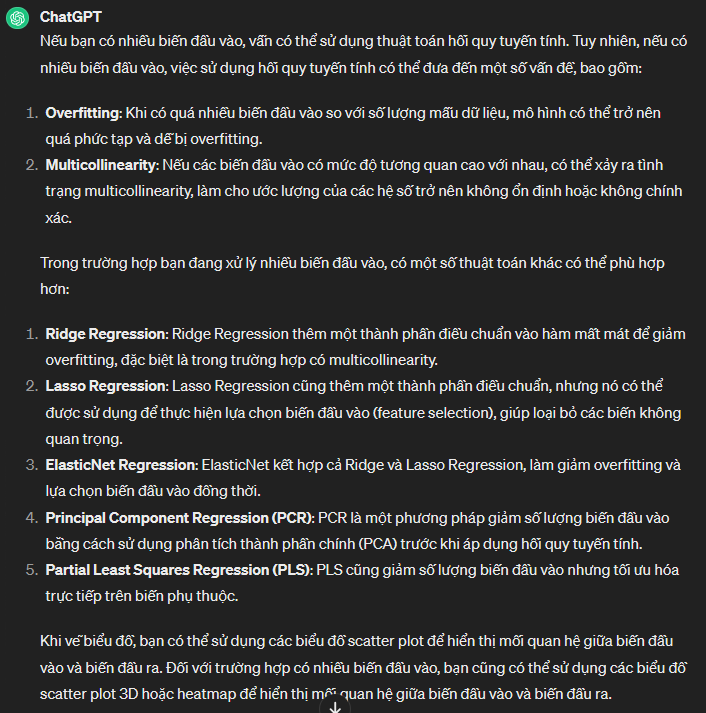 ChatGPT
Nếu bạn có nhiều biến đầu vào, vẫn có thể sử dụng thuật toán hồi quy tuyến tính. Tuy nhiên, nếu có
nhiều biến đầu vào, việc sử dụng hồi quy tuyến tính có thể đưa đến một số vấn đề, bao gồm:
1. Overfitting: Khi có quá nhiều biến đầu vào so với số lượng mẫu dữ liệu, mô hình có thể trở nên
quá phức tạp và dễ bị overfitting.
2. Multicollinearity: Nếu các biến đầu vào có mức độ tương quan cao với nhau, có thể xảy ra tình
trạng multicollinearity, làm cho ước lượng của các hệ số trở nên không ổn định hoặc không chính
xác.
Trong trường hợp bạn đang xử lý nhiều biến đầu vào, có một số thuật toán khác có thể phù hợp
hơn:
1. Ridge Regression: Ridge Regression thêm một thành phần điều chuẩn vào hàm mất mát để giảm
overfitting, đặc biệt là trong trường hợp có multicollinearity.
2. Lasso Regression: Lasso Regression cũng thêm một thành phần điều chuẩn, nhưng nó có thể
được sử dụng để thực hiện lựa chọn biến đầu vào (feature selection), giúp loại bỏ các biến không
quan trọng.
3. ElasticNet Regression: ElasticNet kết hợp cả Ridge và Lasso Regression, làm giảm overfitting và
lựa chọn biến đầu vào đồng thời.
4. Principal Component Regression (PCR): PCR là một phương pháp giảm số lượng biến đầu vào
bằng cách sử dụng phân tích thành phần chính (PCA) trước khi áp dụng hồi quy tuyến tính.
5. Partial Least Squares Regression (PLS): PLS cũng giảm số lượng biến đầu vào nhưng tối ưu hóa
trực tiếp trên biến phụ thuộc.
Khi vẽ biểu đồ, bạn có thể sử dụng các biểu đồ scatter plot để hiển thị mối quan hệ giữa biến đầu
vào và biến đầu ra. Đối với trường hợp có nhiều biến đầu vào, bạn cũng có thể sử dụng các biểu đồ
scatter plot 3D hoặc heatmap để hiển thị mối quan hệ giữa biến đầu vào và biến đầu ra.